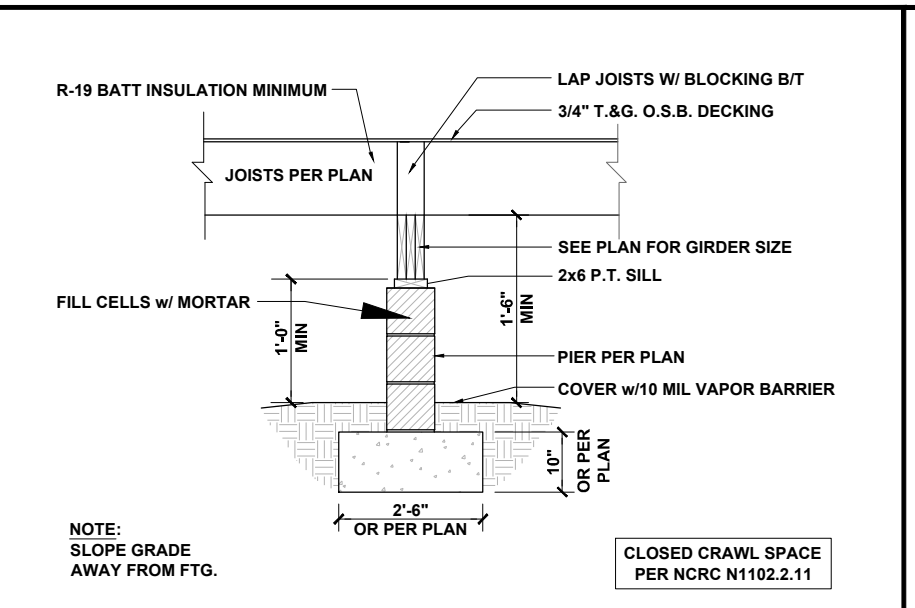 LAP JOISTS W/ BLOCKING B/T
R-19 BATT INSULATION MINIMUM
3/4" T.&G. O.S.B. DECKING
JOISTS PER PLAN
SEE PLAN FOR GIRDER SIZE
2x6 P.T. SILL
FILL CELLS w/ MORTAR
1'-0"
MIN
1'-6"
MIN
PIER PER PLAN
COVER w/10 MIL VAPOR BARRIER
10"
OR PER
PLAN
2'-6"
OR PER PLAN
NOTE:
SLOPE GRADE
AWAY FROM FTG.
CLOSED CRAWL SPACE
PER NCRC N1102.2.11